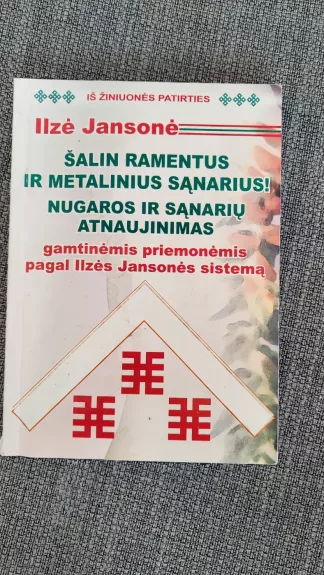 IŠ ŽINIUONĖS PATIRTIES
Ilzė Jansonė
ŠALIN RAMENTUS
IR METALINIUS SĄNARIUS!
NUGAROS IR SĄNARIŲ
ATNAUJINIMAS
gamtinėmis priemonėmis
pagal Ilzės Jansonės sistemą